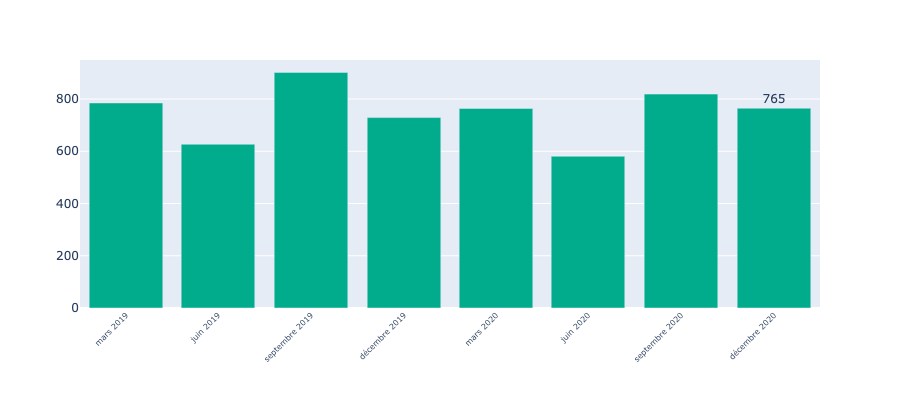 765
800
600
400
200
0
mars 2019
juin 2019
septembre 2019
décembre 2019
mars 2020
juin 2020
septembre 2020
décembre 2020